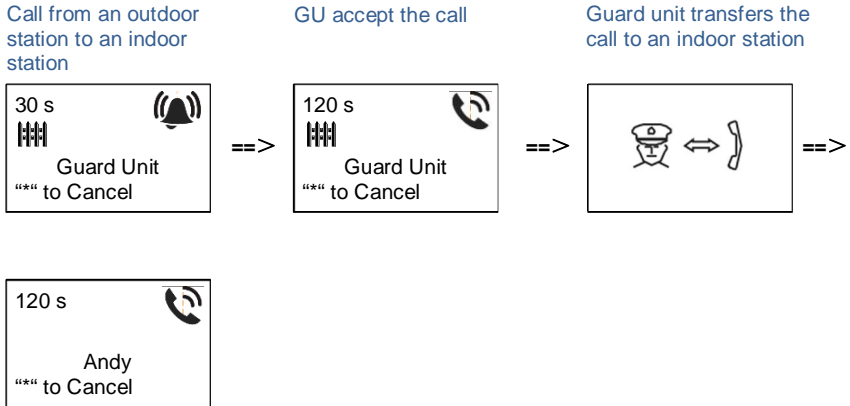 Call from an outdoor
station to an indoor
station
GU accept the call
Guard unit transfers the
call to an indoor station
30 s
Guard Unit
“*“ to Cancel
==>
120 s
Guard Unit
“*“ to Cancel
==>
==>
120 s
Andy
“*“ to Cancel